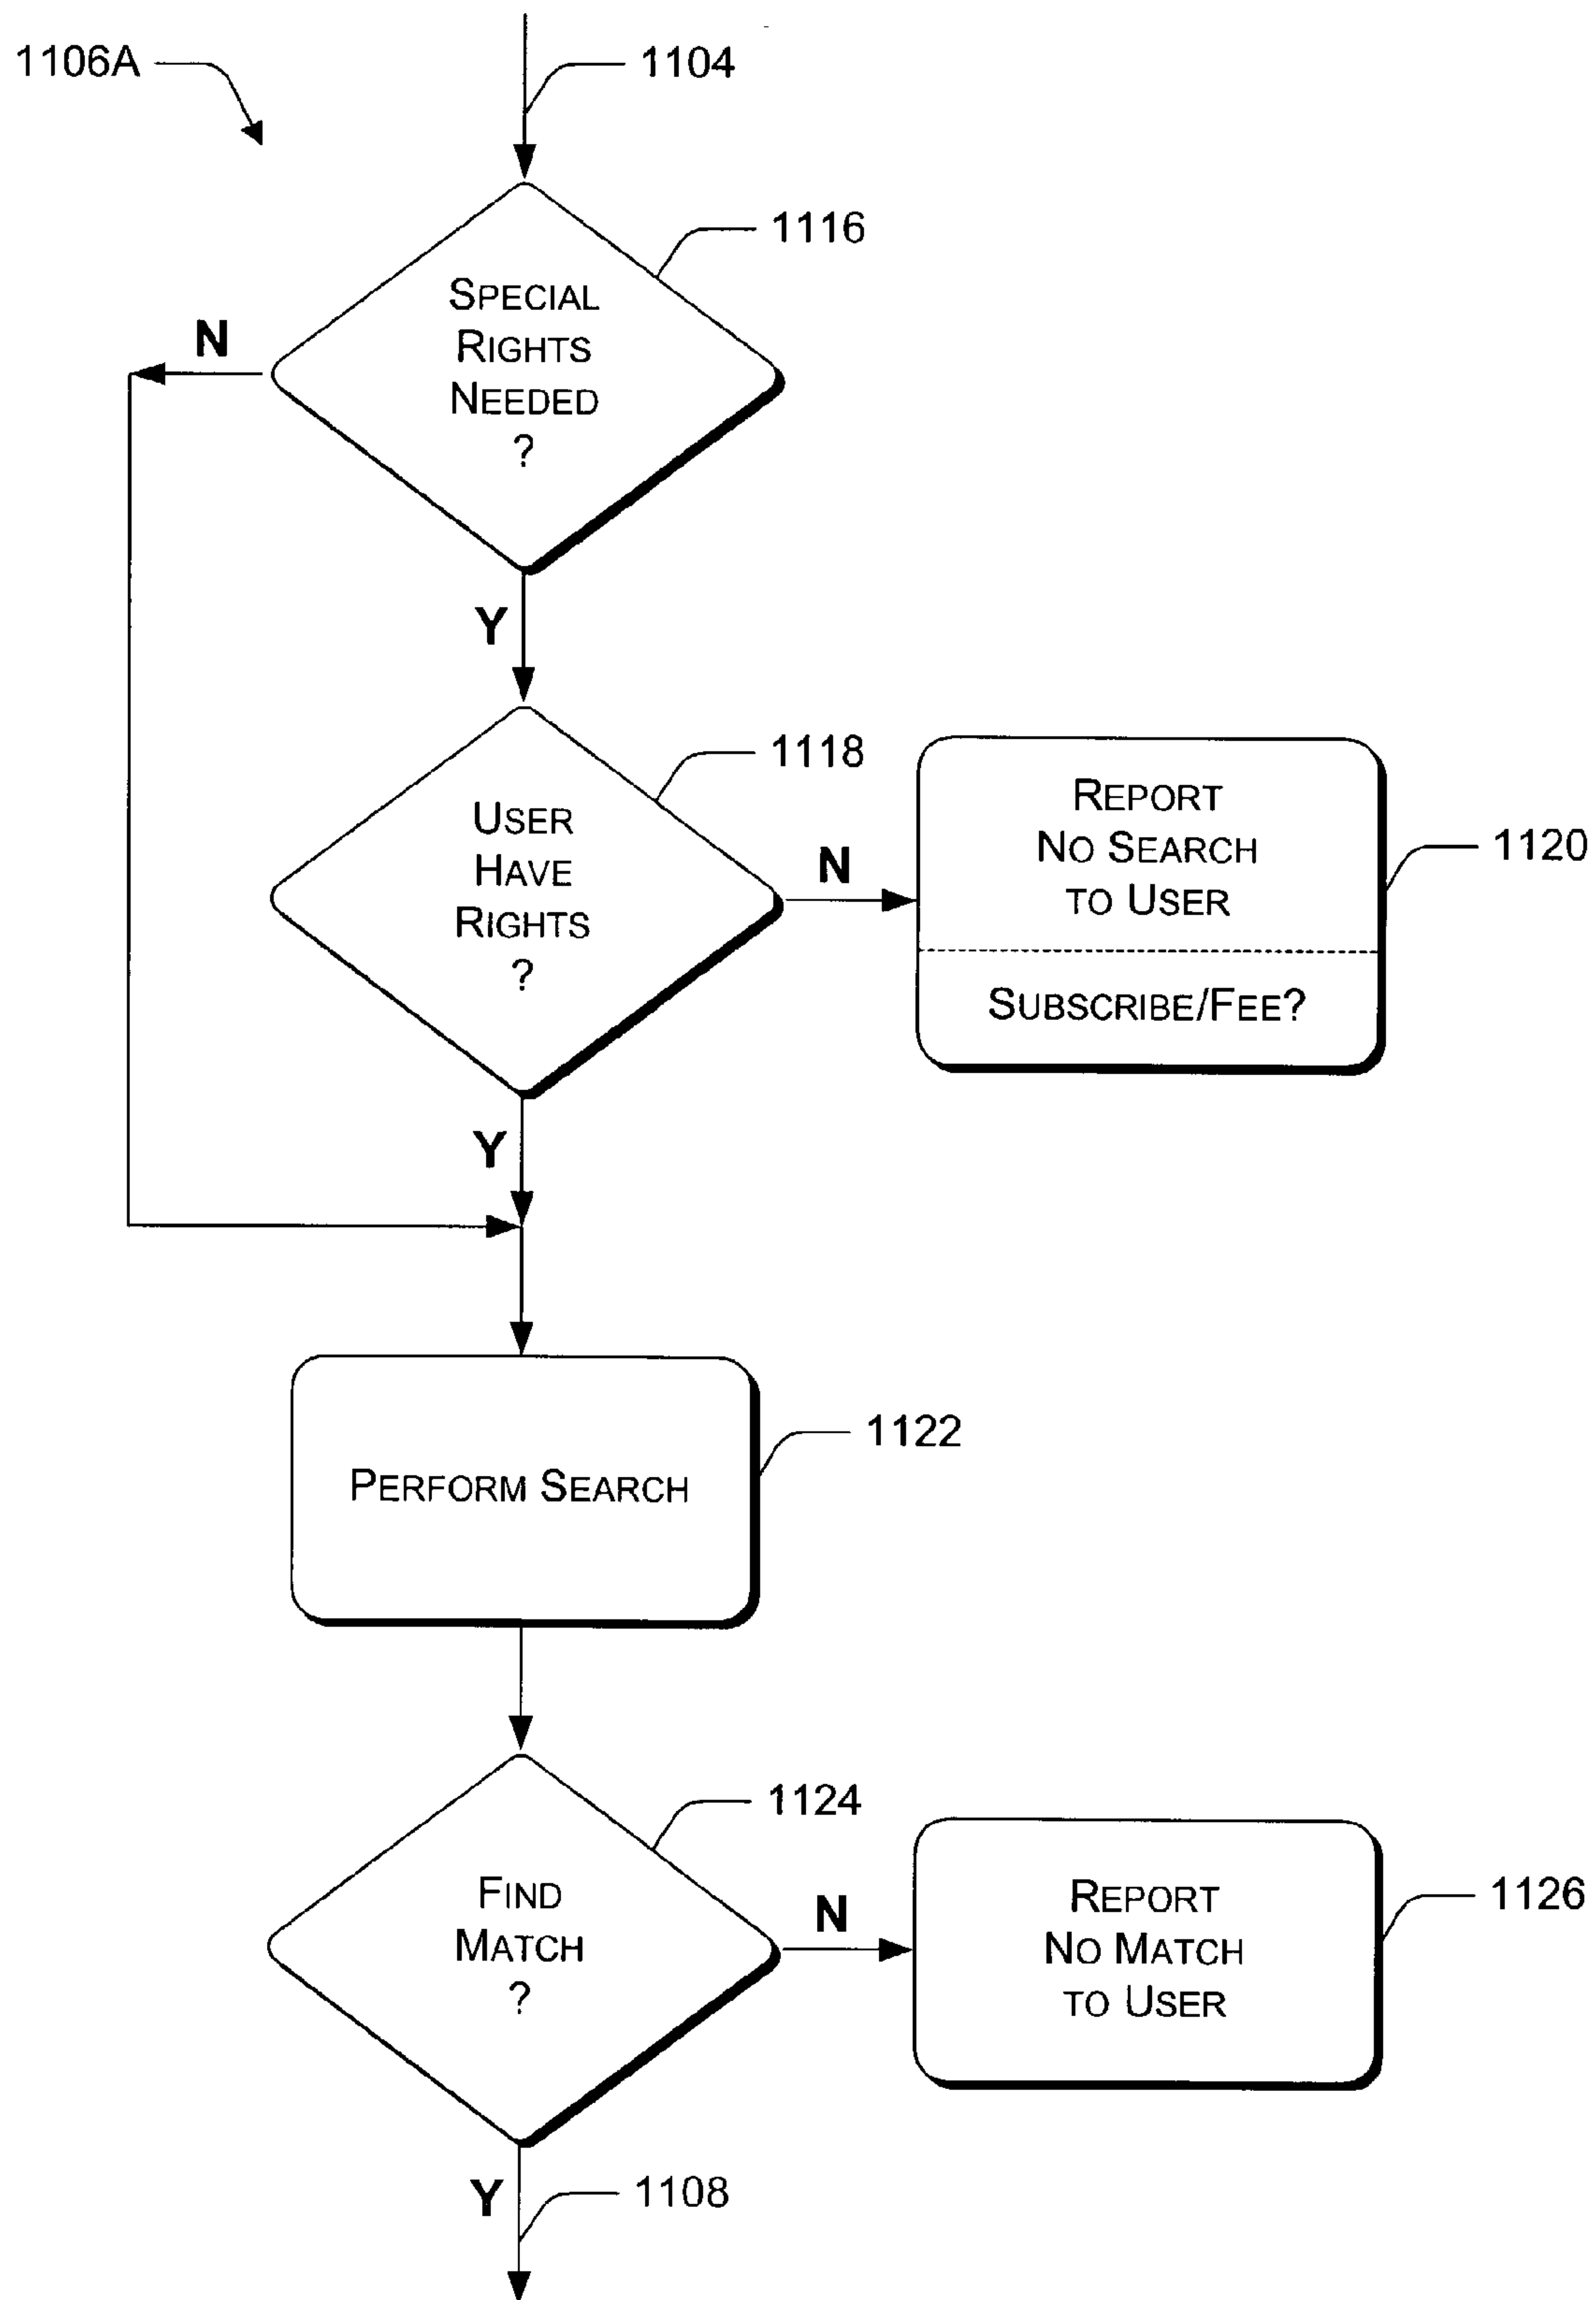 1106A
1104
1116
SPECIAL
RIGHTS
NEEDED
?
N
Y
1118
USER
HAVE
RIGHTS
?
N
REPORT
NO SEARCH
TO USER
SUBSCRIBE/FEE?
1120
Y
1122
PERFORM SEARCH
1124
FIND
MATCH
?
N
REPORT
NO MATCH
TO USER
1126
Y
1108